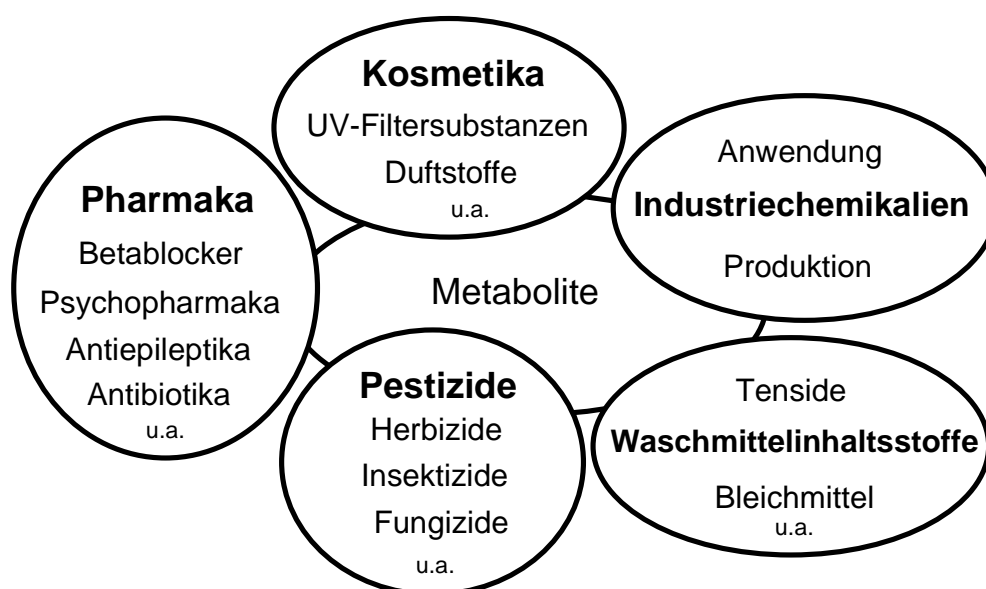 Kosmetika
UV-Filtersubstanzen
Duftstoffe
u.a.
Anwendung
Industriechemikalien
Produktion
Pharmaka
Betablocker
Psychopharmaka
Antiepileptika
Antibiotika
u.a.
Metabolite
Pestizide
Herbizide
Insektizide
Fungizide
u.a.
Tenside
Waschmittelinhaltsstoffe
Bleichmittel
u.a.